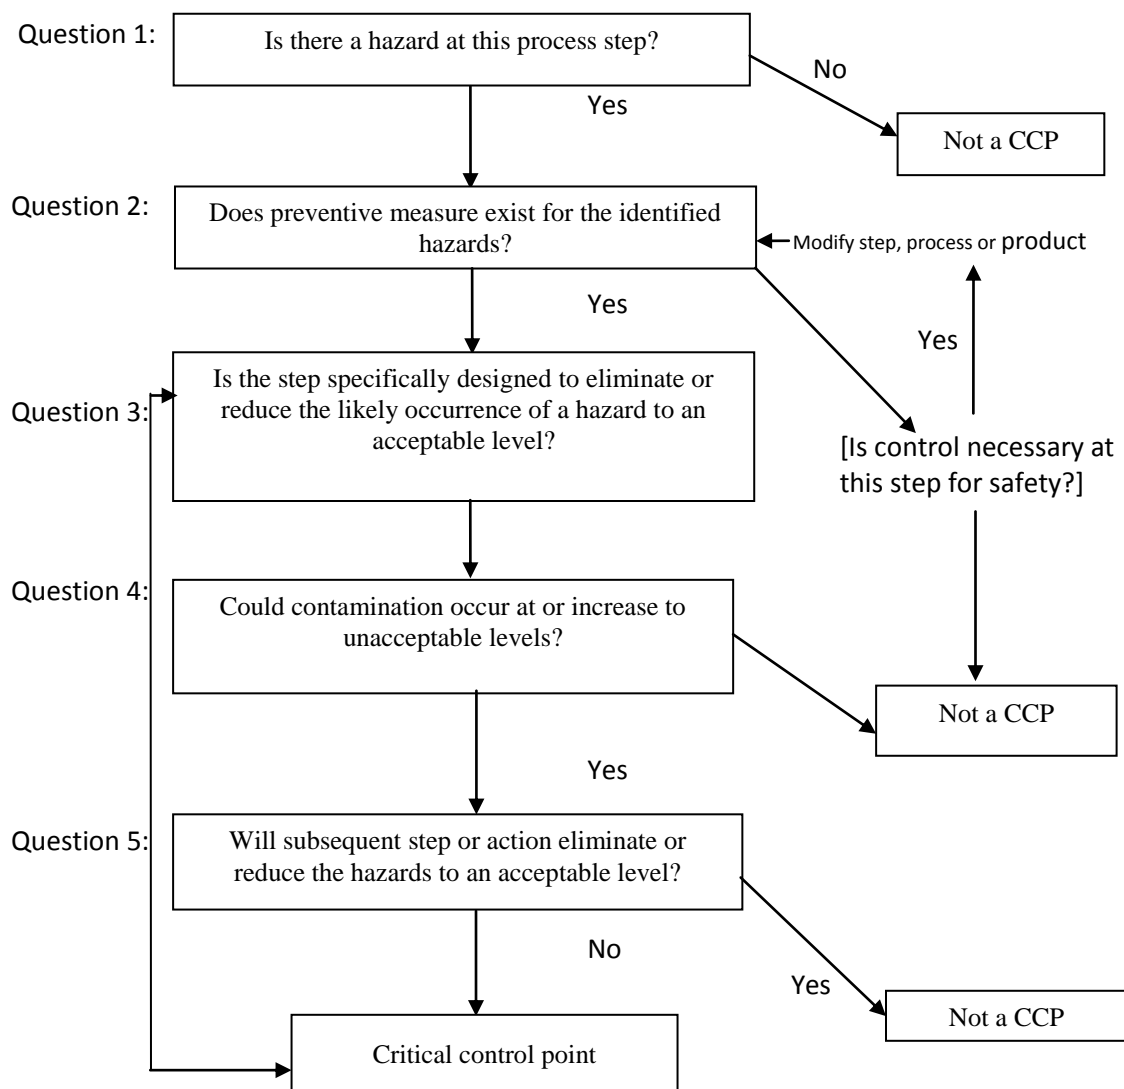 Question 1:
Is there a hazard at this process step?
No
Yes
Not a CCP
Question 2:
Does preventive measure exist for the identified
hazards?
Modify step, process or product
Yes
Yes
Question 3:
Is the step specifically designed to eliminate or
reduce the likely occurrence of a hazard to an
acceptable level?
[Is control necessary at
this step for safety?]
Question 4:
Could contamination occur at or increase to
unacceptable levels?
Not a CCP
Yes
Question 5:
Will subsequent step or action eliminate or
reduce the hazards to an acceptable level?
No
Yes
Not a CCP
Critical control point